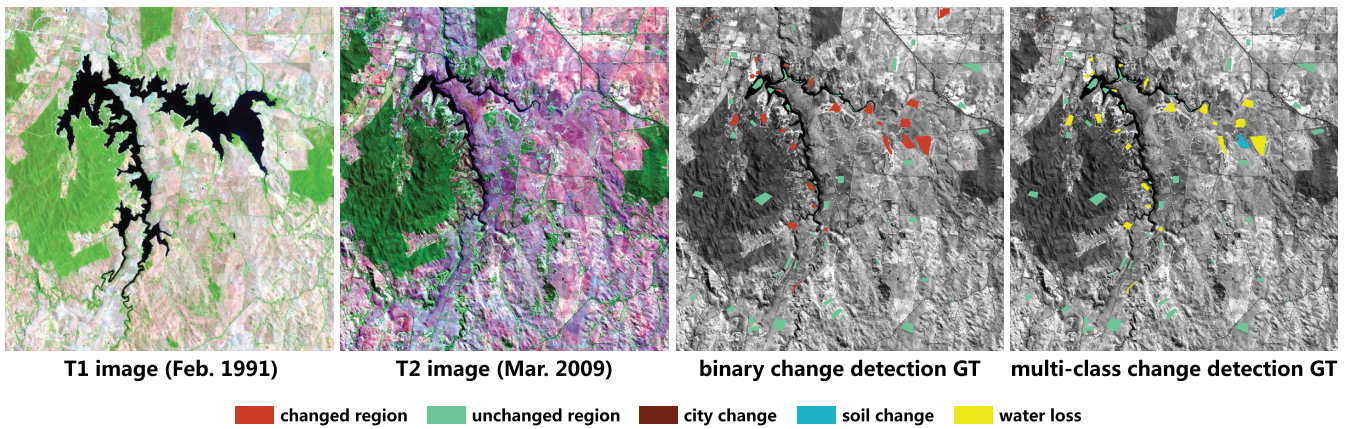 T1 image (Feb. 1991)
T2 image (Mar. 2009)
binary change detection GT
multi-class change detection GT
changed region
unchanged region
city change
soil change
water loss